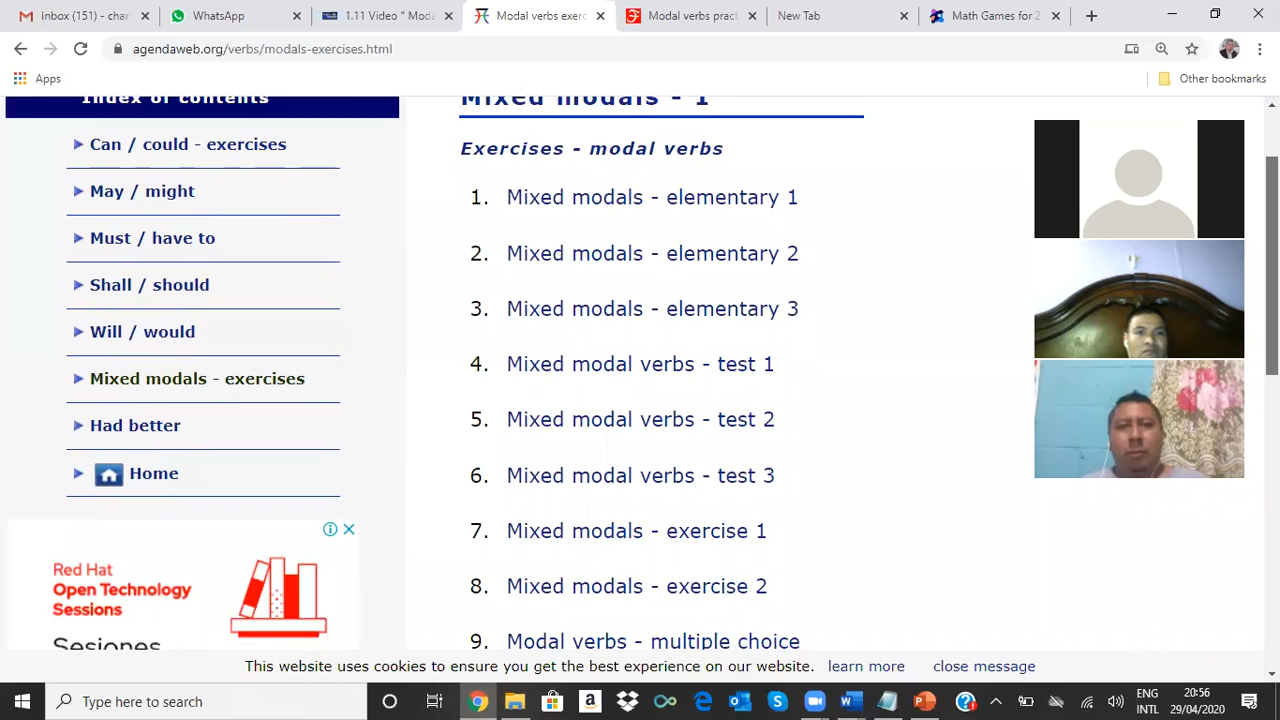 inbox (151) - char
WhatsApp
1.11 Video " Moda
Modal verbs exerc
Modal verbs pract
New Tab
Math Games for 2
agendaweb.org/verbs/modals-exercises.html
Apps
Other bookmarks
Index of contents
Can / could - exercises
May / might
Must / have to
Shall / should
Will / would
Mixed modals - exercises
Had better
Home
Red Hat
Open Technology
Sessions
Sesiones
Mixed modals - 1
Exercises - modal verbs
1. Mixed modals - elementary 1
2. Mixed modals - elementary 2
3. Mixed modals - elementary 3
4. Mixed modal verbs - test 1
5. Mixed modal verbs - test 2
6. Mixed modal verbs - test 3
7. Mixed modals - exercise 1
8. Mixed modals - exercise 2
9. Modal verbs - multiple choice
This website uses cookies to ensure you get the best experience on our website. learn more close message
Type here to search
ENG
INTL
20:56
29/04/2020